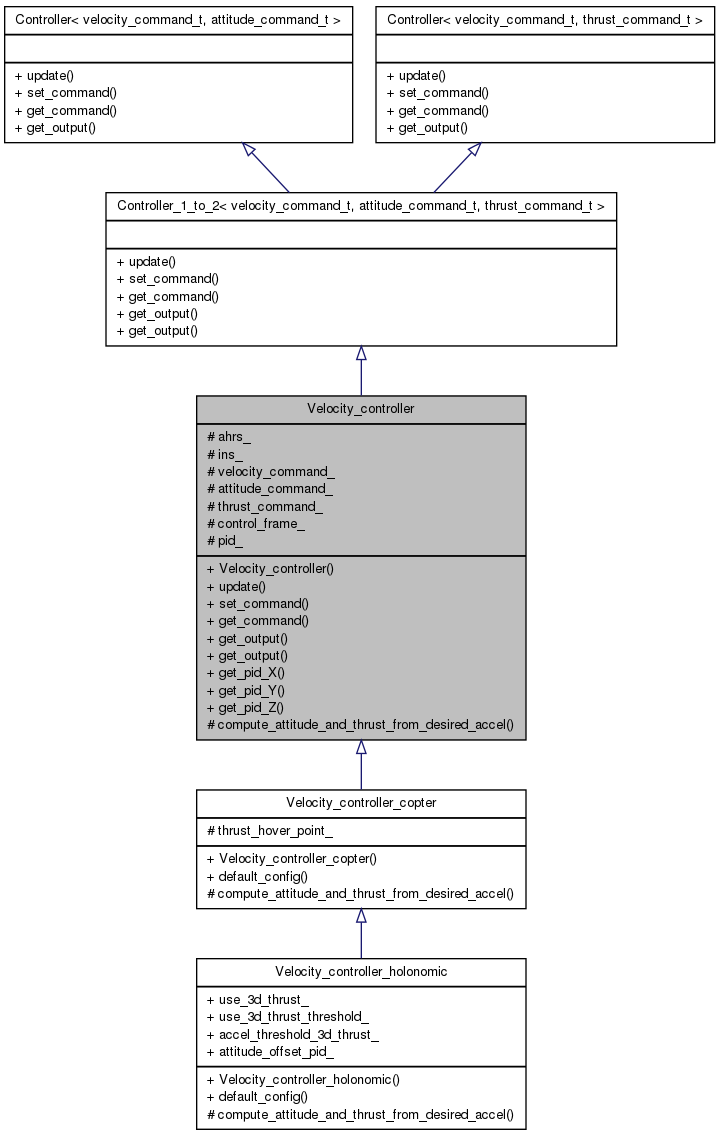 Controller< velocity_command_t, attitude_command_t >
+ update()
+ set_command()
+ get_command()
+ get_output()
Controller< velocity_command_t, thrust_command_t >
+ update()
+ set_command()
+ get_command()
+ get_output()
Controller_1_to_2< velocity_command_t, attitude_command_t, thrust_command_t >
+ update()
+ set_command()
+ get_command()
+ get_output()
+ get_output()
Velocity_controller
# ahrs_
# ins_
# velocity_command_
# attitude_command_
# thrust_command_
# control_frame_
# pid_
+ Velocity_controller()
+ update()
+ set_command()
+ get_command()
+ get_output()
+ get_output()
+ get_pid_X()
+ get_pid_Y()
+ get_pid_Z()
# compute_attitude_and_thrust_from_desired_accel()
Velocity_controller_copter
# thrust_hover_point_
+ Velocity_controller_copter()
+ default_config()
# compute_attitude_and_thrust_from_desired_accel()
Velocity_controller_holonomic
+ use_3d_thrust_
+ use_3d_thrust_threshold_
+ accel_threshold_3d_thrust_
+ attitude_offset_pid_
+ Velocity_controller_holonomic()
+ default_config()
# compute_attitude_and_thrust_from_desired_accel()